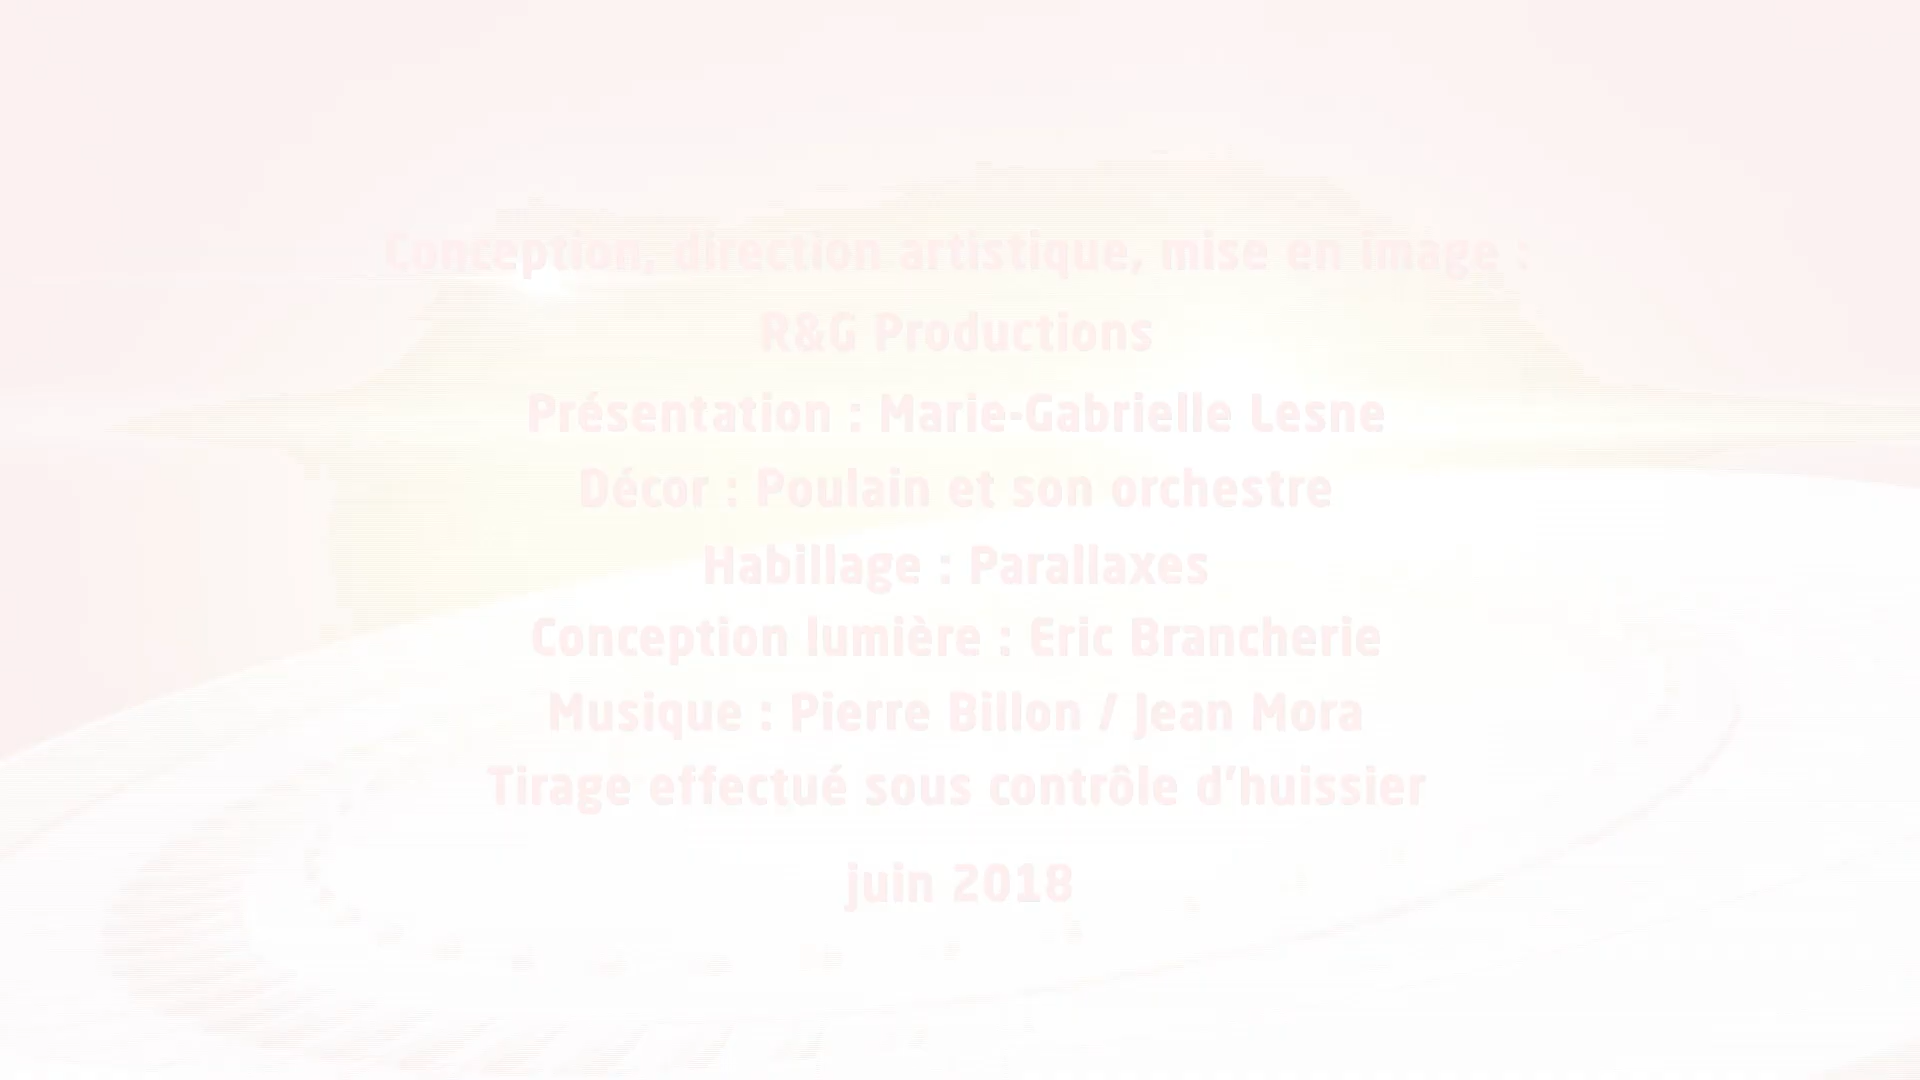 Conception, direction artistique, mise en image :
R&G Productions
Présentation : Marie-Gabrielle Lesne
Décor : Poulain et son orchestre
Habillage : Parallaxes
Conception lumière : Eric Brancherie
Musique : Pierre Billon / Jean Mora
Tirage effectué sous contrôle d'huissier
juin 2018